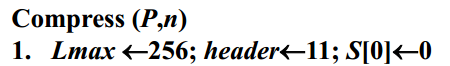 Compress (P,n)
1. Lmax ←256; header←11; S[0]←0